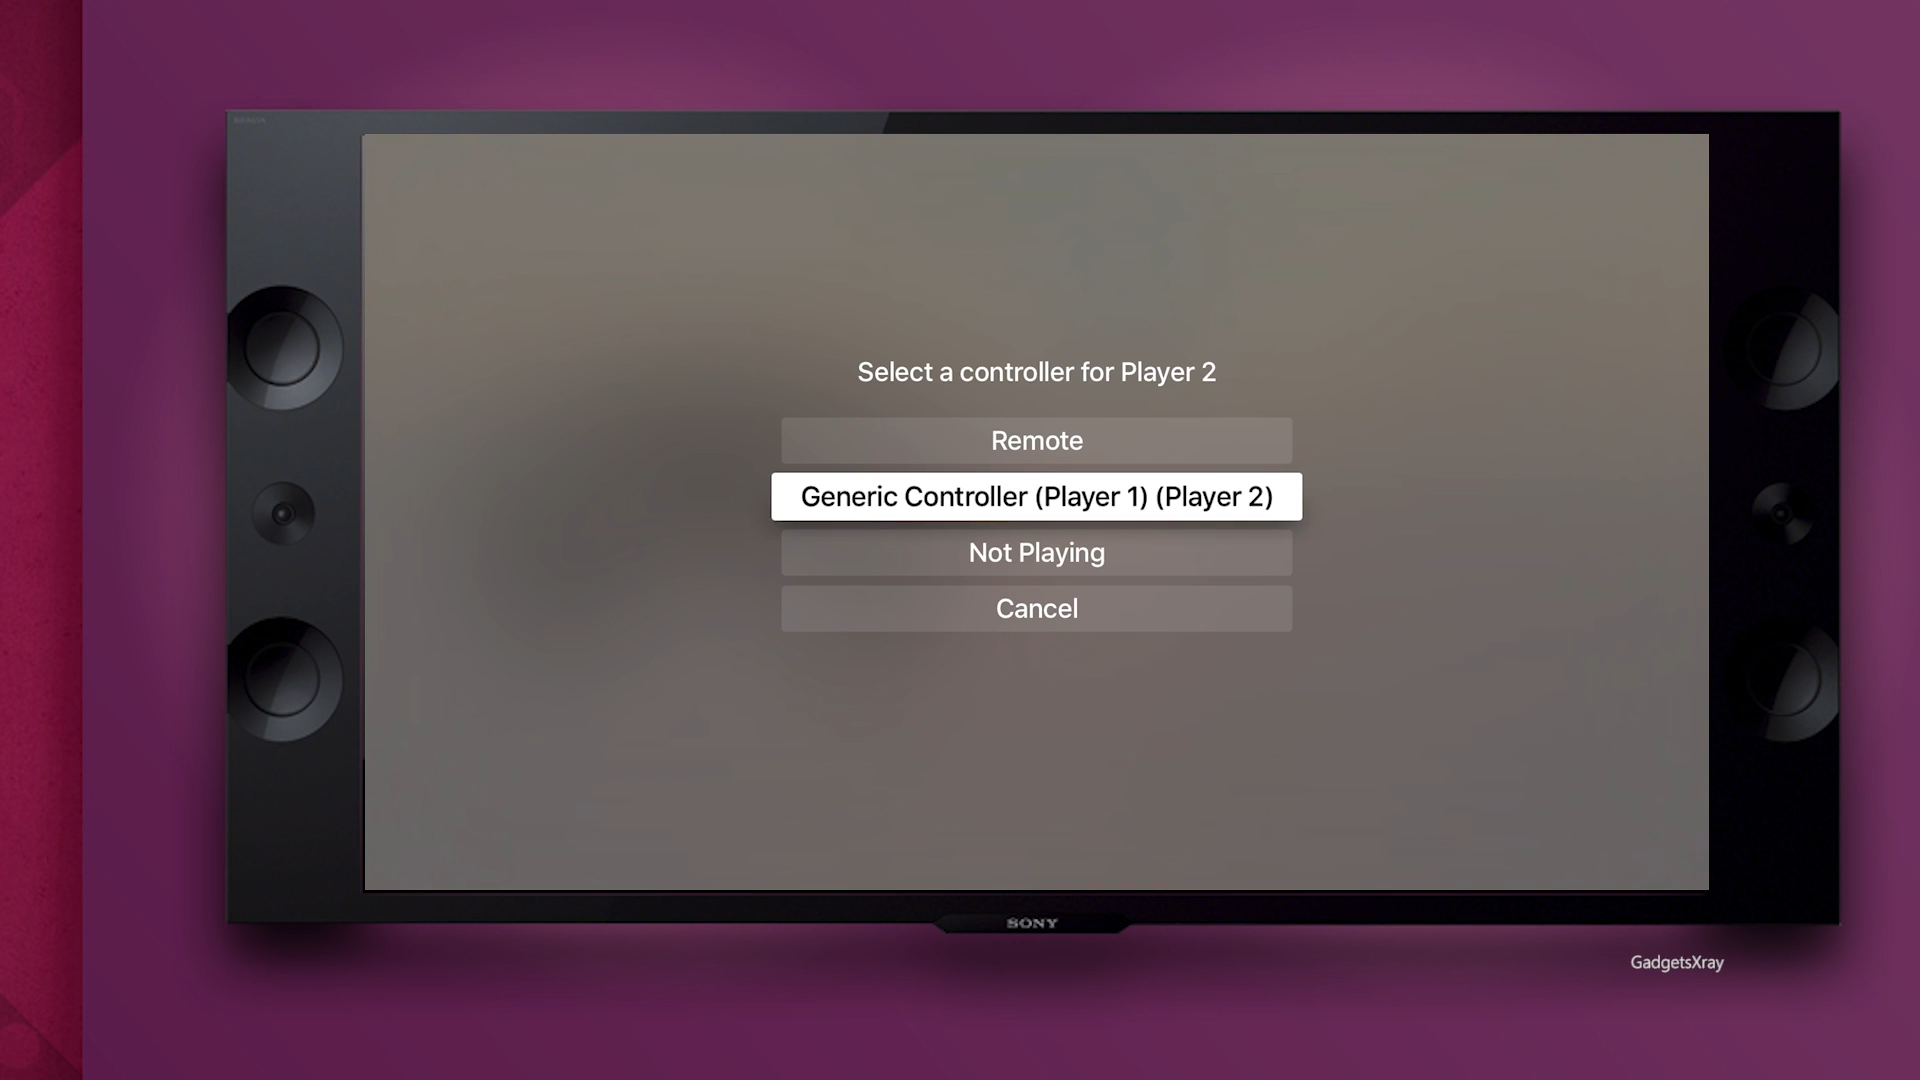 Select a controller for Player 2
Remote
Generic Controller (Player 1) (Player 2)
Not Playing
Cancel
SONY
GadgetsXray